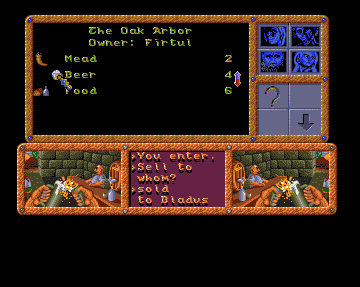 The Oak Arbor
Owner: Firtul
Mead 2
Beer 4
Food 6
You enter.
Sell to
whom?
sold
to Bladus